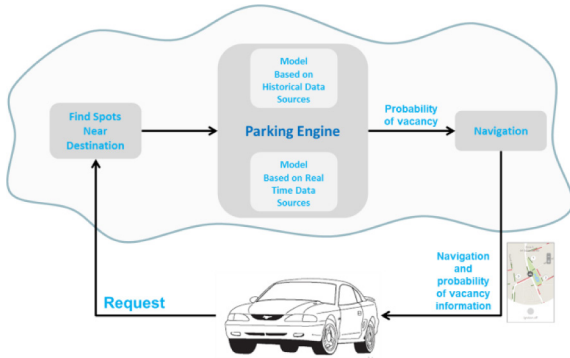 Model
Based on
Historical Data
Sources
Find Spots
Near
Destination
Parking Engine
Probability
of vacancy
Navigation
Model
Based on Real
Time Data
Sources
Navigation
and
probability
of vacancy
information
Request